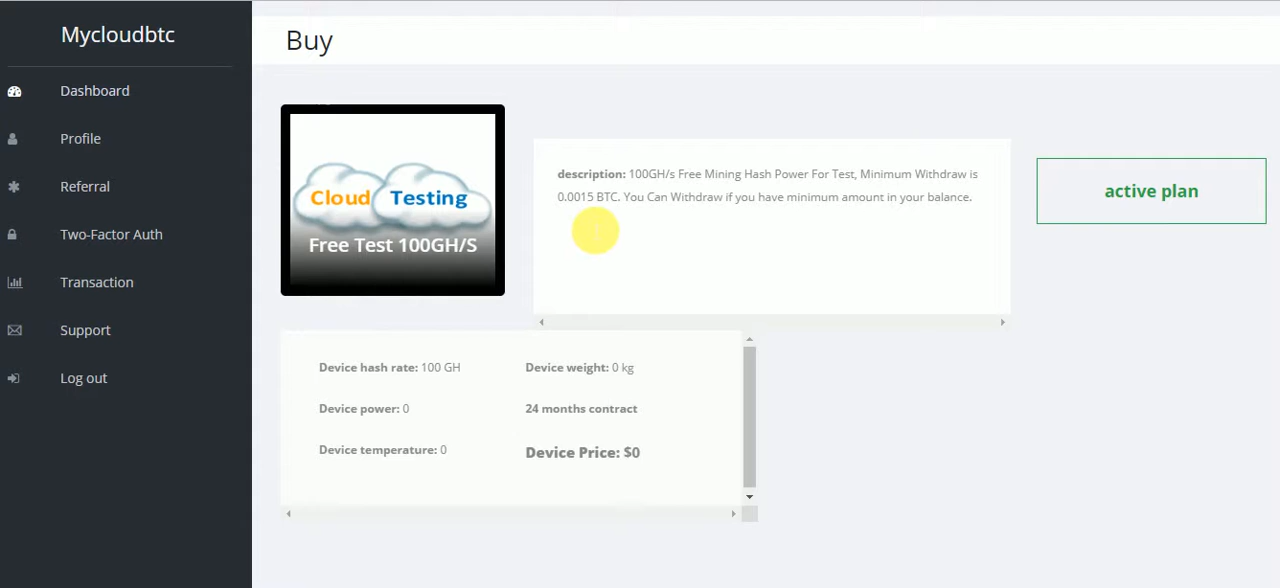 Mycloudbtc
Dashboard
Profile
Referral
Two-Factor Auth
Transaction
Support
Log out
Buy
Cloud Testing
Free Test 100GH/S
description: 100GH/s Free Mining Hash Power For Test, Minimum Withdraw is
0.0015 BTC. You Can Withdraw if you have minimum amount in your balance.
active plan
Device hash rate: 100 GH
Device weight: 0 kg
Device power: 0
24 months contract
Device temperature: 0
Device Price: $0